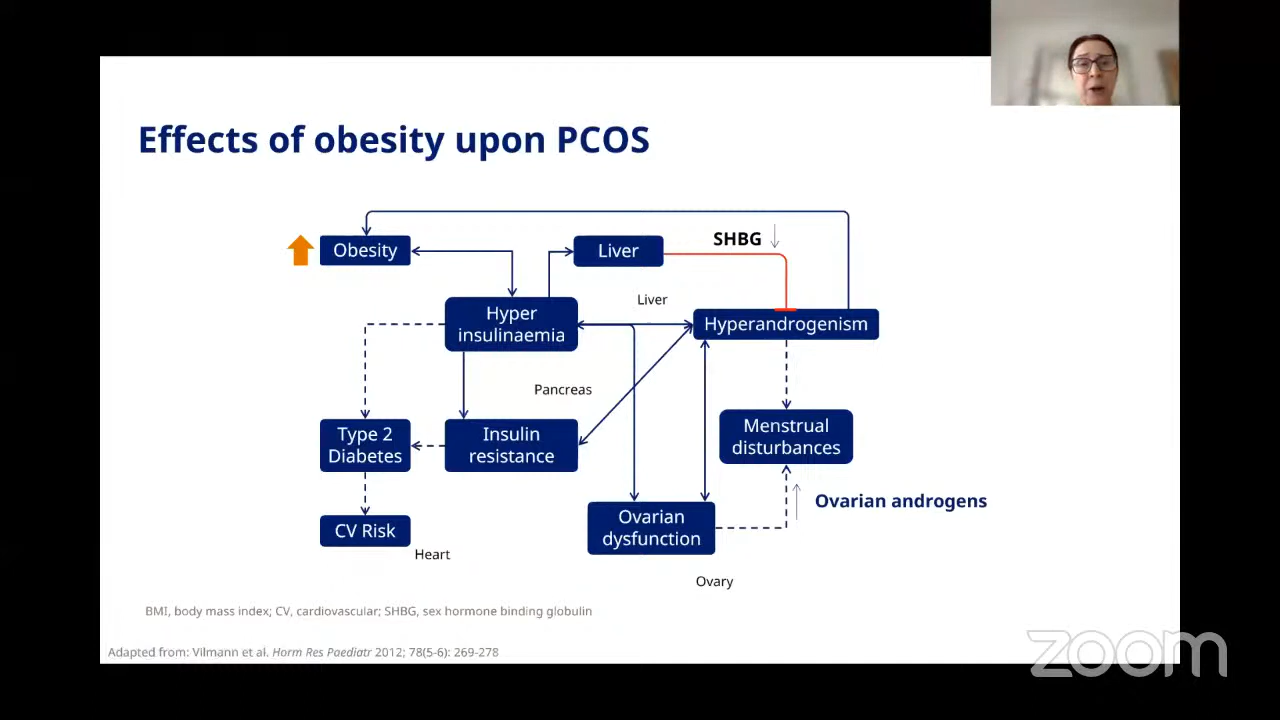 Effects of obesity upon PCOS
SHBG
Obesity
Liver
Liver
Hyper
insulinaemia
Hyperandrogenism
Pancreas
Type 2
Diabetes
Insulin
resistance
Menstrual
disturbances
Ovarian androgens
Ovarian
dysfunction
CV Risk
Heart
Ovary
BMI, body mass index; CV, cardiovascular; SHBG, sex hormone binding globulin
Adapted from: Vilmann et al. Horm Res Paediatr 2012; 78(5-6): 269-278
zoom